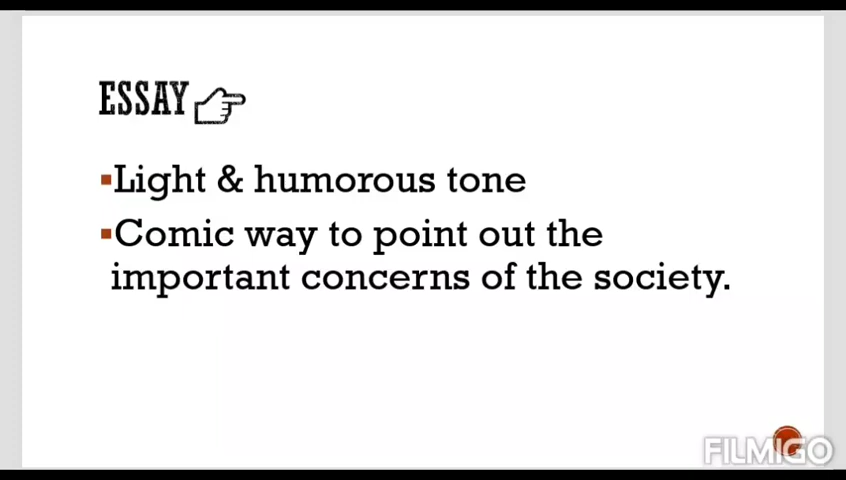 ESSAY
▪Light & humorous tone
▪Comic way to point out the
important concerns of the society.
FILMIGO